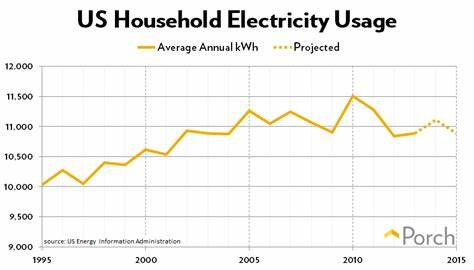 US Household Electricity Usage
Average Annual kWh Projected
12,000
11,500
11,000
10,500
10,000
9,500
9,000
source: US Energy Information Administration
Porch
1995 2000 2005 2010 2015